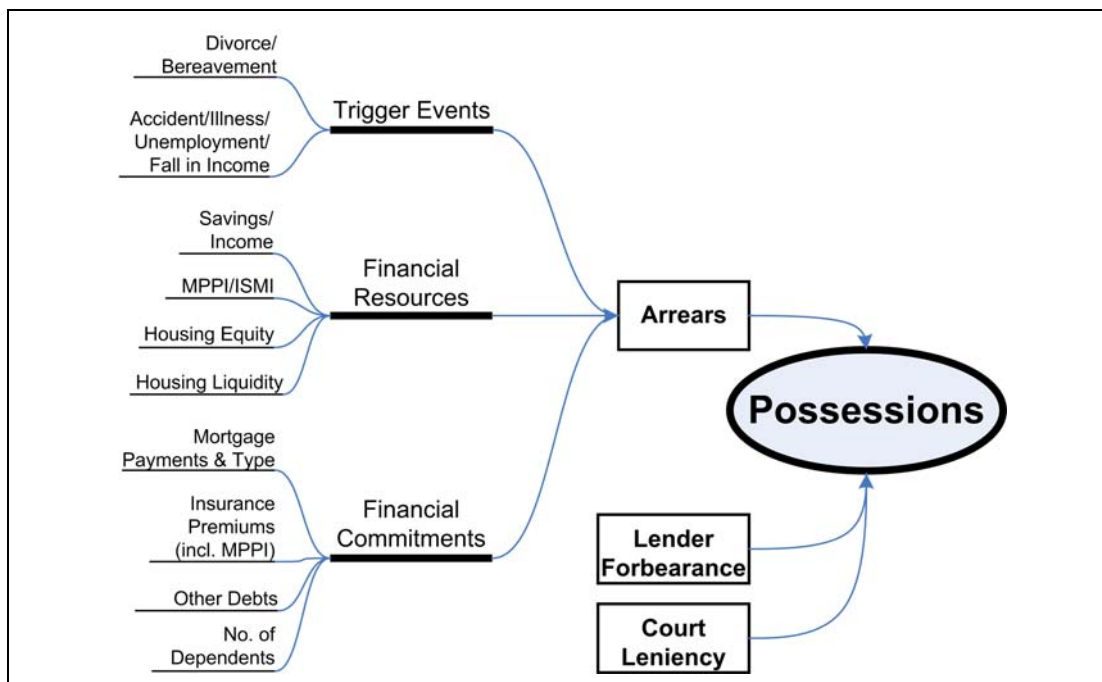 Divorce/
Bereavement
Accident/Illness/
Unemployment/
Fall in Income
Trigger Events
Savings/
Income
MPPI/ISMI
Housing Equity
Housing Liquidity
Financial
Resources
Mortgage
Payments & Type
Insurance
Premiums
(incl. MPPI)
Other Debts
No. of
Dependents
Financial
Commitments
Arrears
Possessions
Lender
Forbearance
Court
Leniency